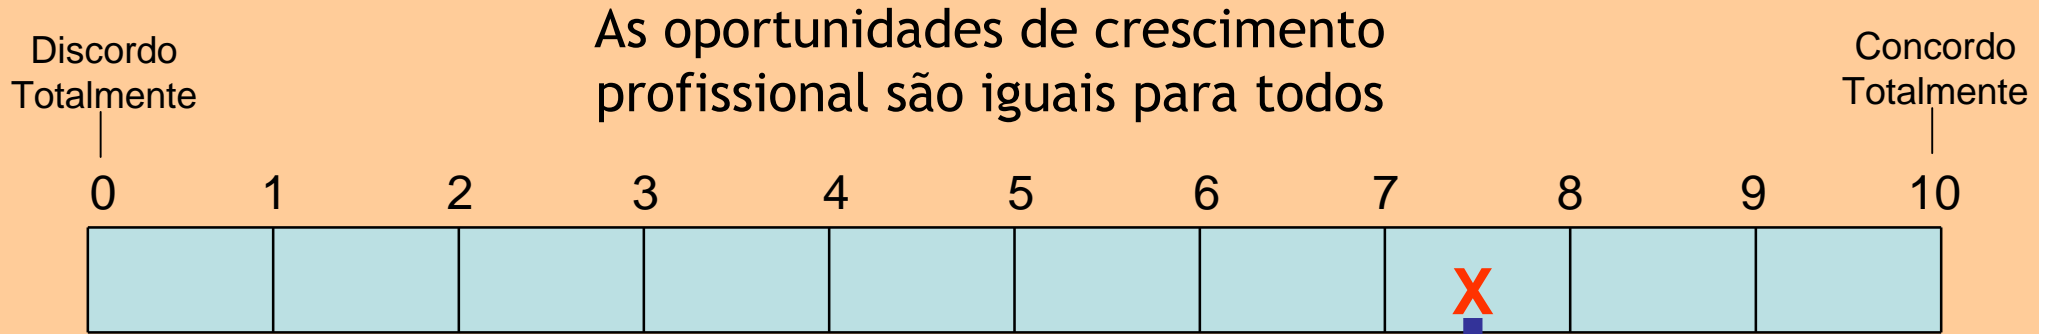 As oportunidades de crescimento
profissional são iguais para todos
Discordo
Totalmente
Concordo
Totalmente
0 1 2 3 4 5 6 7 8 9 10
X